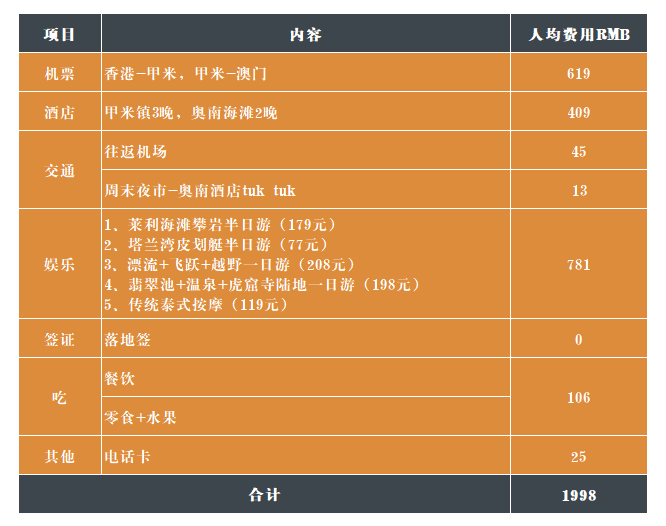 项目 内容 人均费用RMB
机票 香港-甲米，甲米-澳门 619
酒店 甲米镇3晚，奥南海滩2晚 409
交通 往返机场 45
周末夜市-奥南酒店tuk tuk 13
娱乐
1、莱利海滩攀岩半日游（179元）
2、塔兰湾皮划艇半日游（77元）
3、漂流+飞跃+越野一日游（208元）
4、翡翠池+温泉+虎窟寺陆地一日游（198元）
5、传统泰式按摩（119元）
781
签证 落地签 0
吃 餐饮 106
零食+水果
其他 电话卡 25
合计 1998